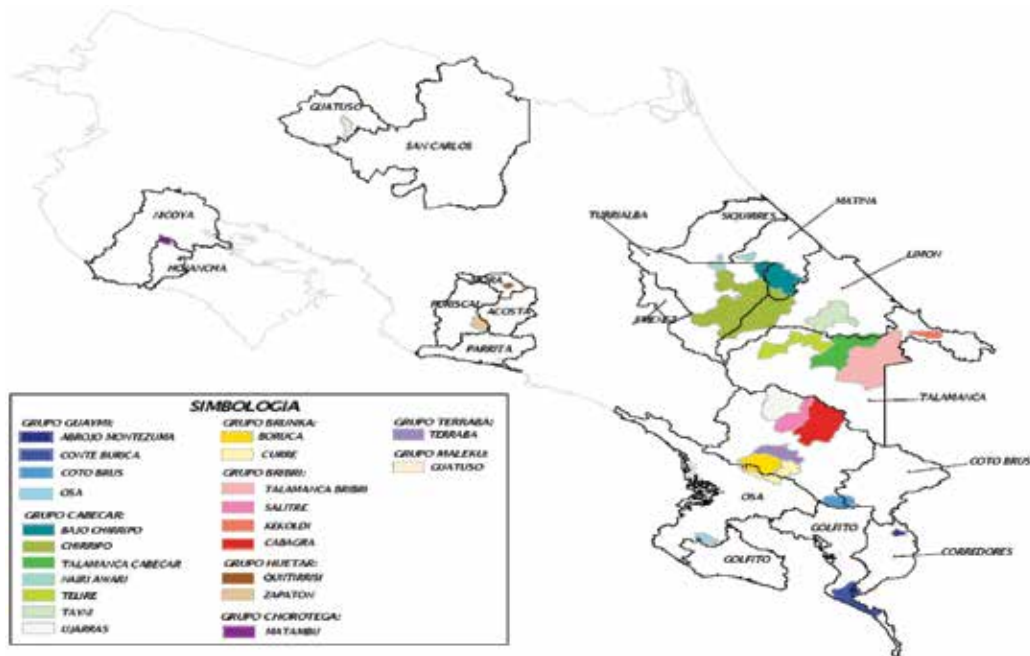 GUATUSO
SAN CARLOS
NICOYA
HOJANCHA
MORA
PURISCAL
ACOSTA
PARRITA
TURRIALBA
SIQUIRRES
MATINA
LIMON
JIMENEZ
TALAMANCA
COTO BRUS
OSA
GOLFITO
GOLFITO
CORREDORES
SIMBOLOGIA
GRUPO GUAYMI:
ABROJO MONTEZUMA
CONTE BURICA
COTO BRUS
OSA
GRUPO CABECAR:
BAJO CHIRRIPO
CHIRRIPO
TALAMANCA CABECAR
NAIRI AWARI
TELIRE
TAYNI
UJARRAS
GRUPO BRUNKA:
BORUCA
CURRE
GRUPO BRIBRI:
TALAMANCA BRIBRI
SALITRE
KEKOLDI
CABAGRA
GRUPO HUETAR:
QUITIRRISI
ZAPATON
GRUPO CHOROTEGA:
MATAMBU
GRUPO TERRABA:
TERRABA
GRUPO MALEKU:
GUATUSO